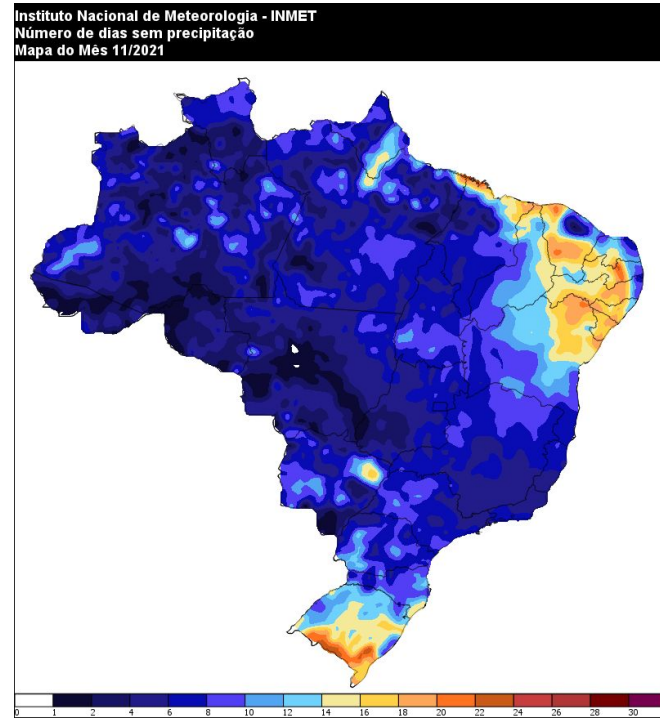 Instituto Nacional de Meteorologia - INMET
Número de dias sem precipitação
Mapa do Mês 11/2021
0 1 2 4 6 8 10 12 14 16 18 20 22 24 26 28 30